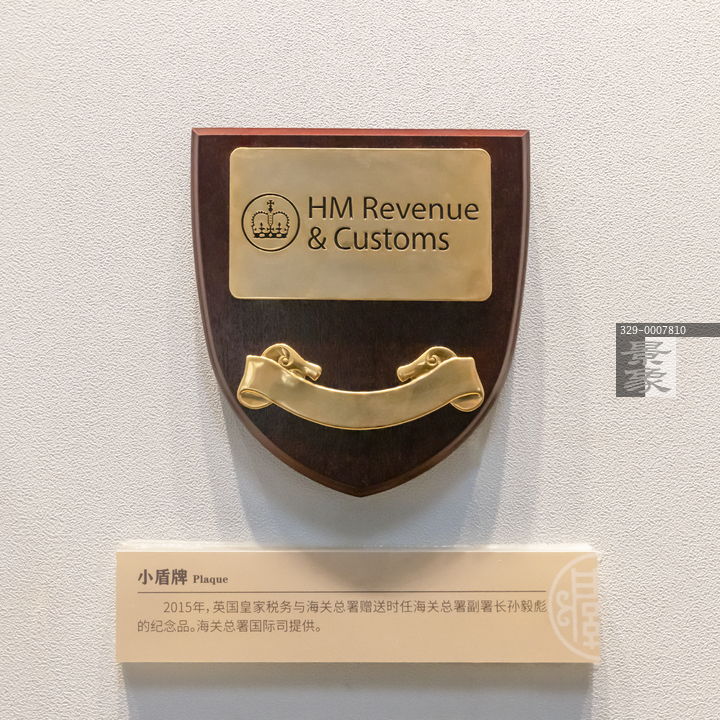 HM Revenue
& Customs
329-0007810
景象
小盾牌 Plaque
2015年，英国皇家税务与海关总署赠送时任海关总署副署长孙毅彪
的纪念品。海关总署国际司提供。